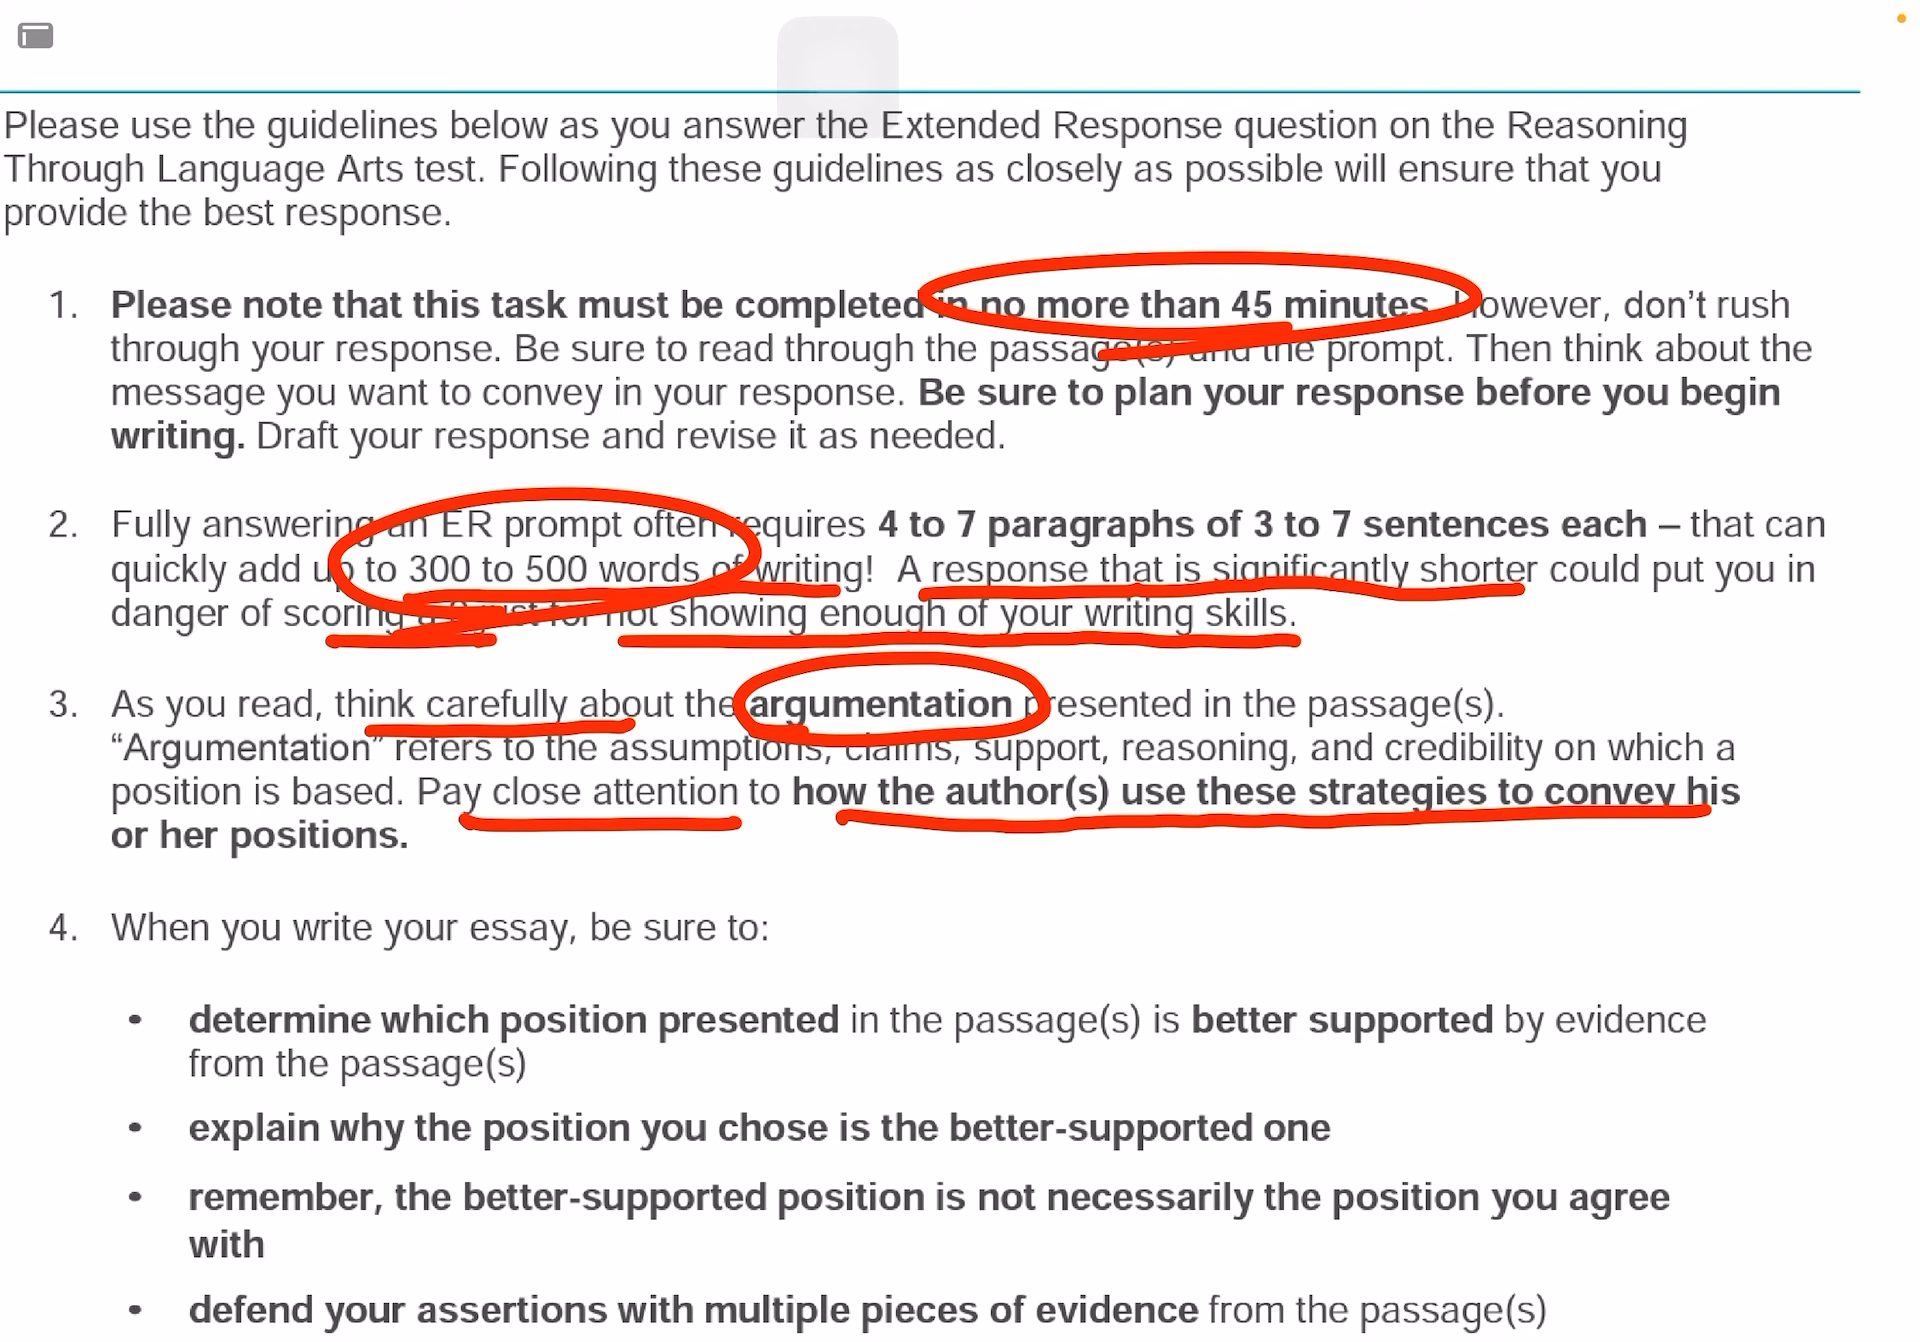 Please use the guidelines below as you answer the Extended Response question on the Reasoning
Through Language Arts test. Following these guidelines as closely as possible will ensure that you
provide the best response.
1. Please note that this task must be completed in no more than 45 minutes. However, don’t rush
through your response. Be sure to read through the passage(s) and the prompt. Then think about the
message you want to convey in your response. Be sure to plan your response before you begin
writing. Draft your response and revise it as needed.
2. Fully answering an ER prompt often requires 4 to 7 paragraphs of 3 to 7 sentences each – that can
quickly add up to 300 to 500 words of writing! A response that is significantly shorter could put you in
danger of scoring a just for not showing enough of your writing skills.
3. As you read, think carefully about the argumentation presented in the passage(s).
“Argumentation” refers to the assumptions, claims, support, reasoning, and credibility on which a
position is based. Pay close attention to how the author(s) use these strategies to convey his
or her positions.
4. When you write your essay, be sure to:
• determine which position presented in the passage(s) is better supported by evidence
from the passage(s)
• explain why the position you chose is the better-supported one
• remember, the better-supported position is not necessarily the position you agree
with
• defend your assertions with multiple pieces of evidence from the passage(s)